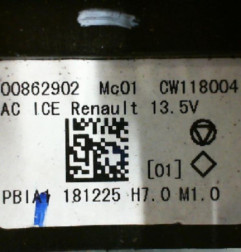 00862902 Mc01 CW118004
AC ICE Renault 13.5V
[01]
PBIA1 181225 H7.0 M1.0